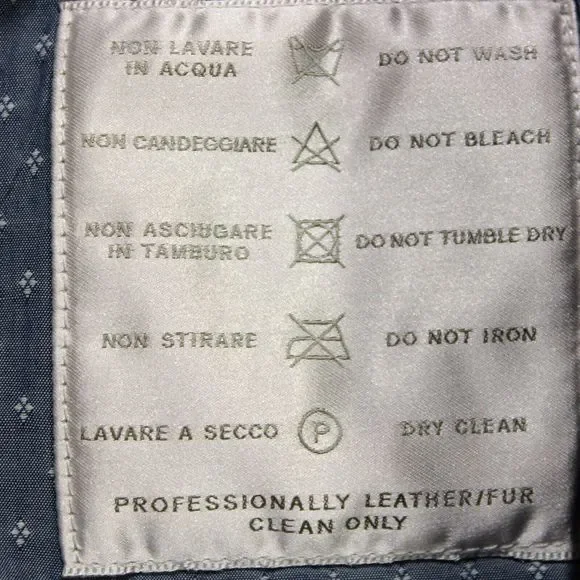 NON LAVARE
IN ACQUA
DO NOT WASH
NON CANDEGGIARE
DO NOT BLEACH
NON ASCIUGARE
IN TAMBURO
DO NOT TUMBLE DRY
NON STIRARE
DO NOT IRON
LAVARE A SECCO
P
DRY CLEAN
PROFESSIONALLY LEATHER/FUR
CLEAN ONLY